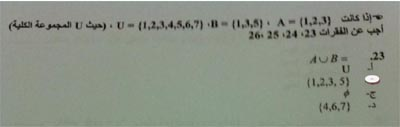 إذا كانت A = {1,2,3} ، B = {1,3,5} ، U = {1,2,3,4,5,6,7} ، (حيث U المجموعة الكلية)
أجب عن الفقرات 23، 24، 25، 26
23. A ∪ B =
أ- U
{1,2,3, 5}
ج- ϕ
د- {4,6,7}